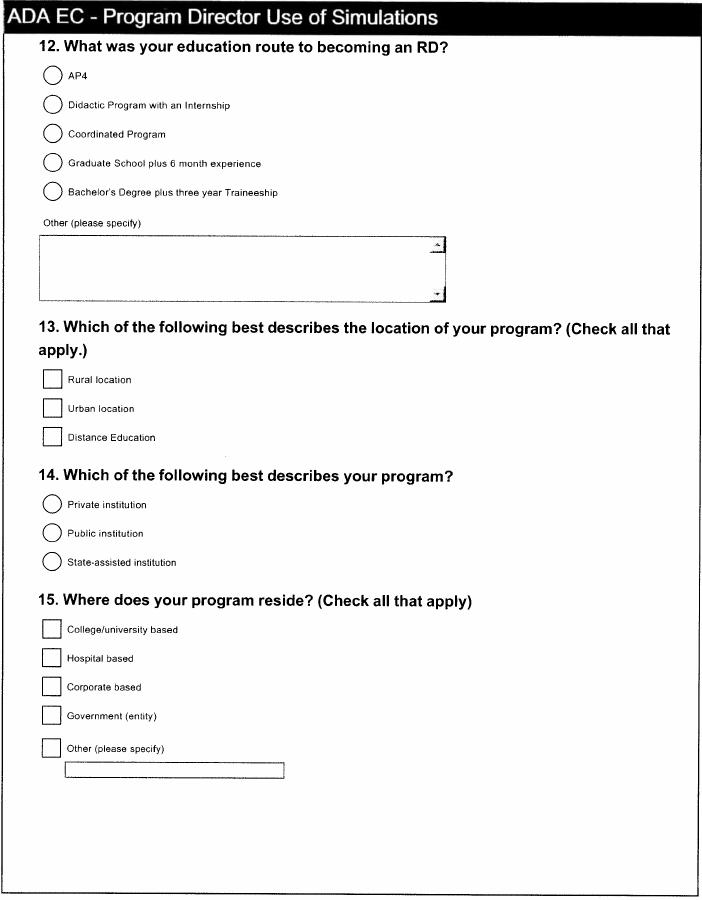 ADA EC - Program Director Use of Simulations
12. What was your education route to becoming an RD?
AP4
Didactic Program with an Internship
Coordinated Program
Graduate School plus 6 month experience
Bachelor's Degree plus three year Traineeship
Other (please specify)
13. Which of the following best describes the location of your program? (Check all that
apply.)
Rural location
Urban location
Distance Education
14. Which of the following best describes your program?
Private institution
Public institution
State-assisted institution
15. Where does your program reside? (Check all that apply)
College/university based
Hospital based
Corporate based
Government (entity)
Other (please specify)